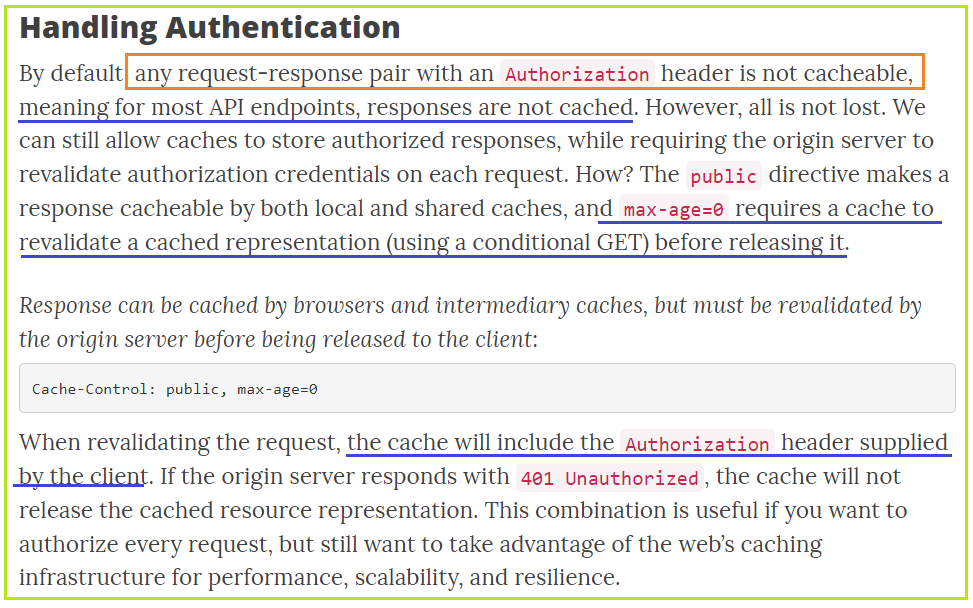 Handling Authentication
By default any request-response pair with an Authorization header is not cacheable,
meaning for most API endpoints, responses are not cached. However, all is not lost. We
can still allow caches to store authorized responses, while requiring the origin server to
revalidate authorization credentials on each request. How? The public directive makes a
response cacheable by both local and shared caches, and max-age=0 requires a cache to
revalidate a cached representation (using a conditional GET) before releasing it.
Response can be cached by browsers and intermediary caches, but must be revalidated by
the origin server before being released to the client:
Cache-Control: public, max-age=0
When revalidating the request, the cache will include the Authorization header supplied
by the client. If the origin server responds with 401 Unauthorized, the cache will not
release the cached resource representation. This combination is useful if you want to
authorize every request, but still want to take advantage of the web's caching
infrastructure for performance, scalability, and resilience.